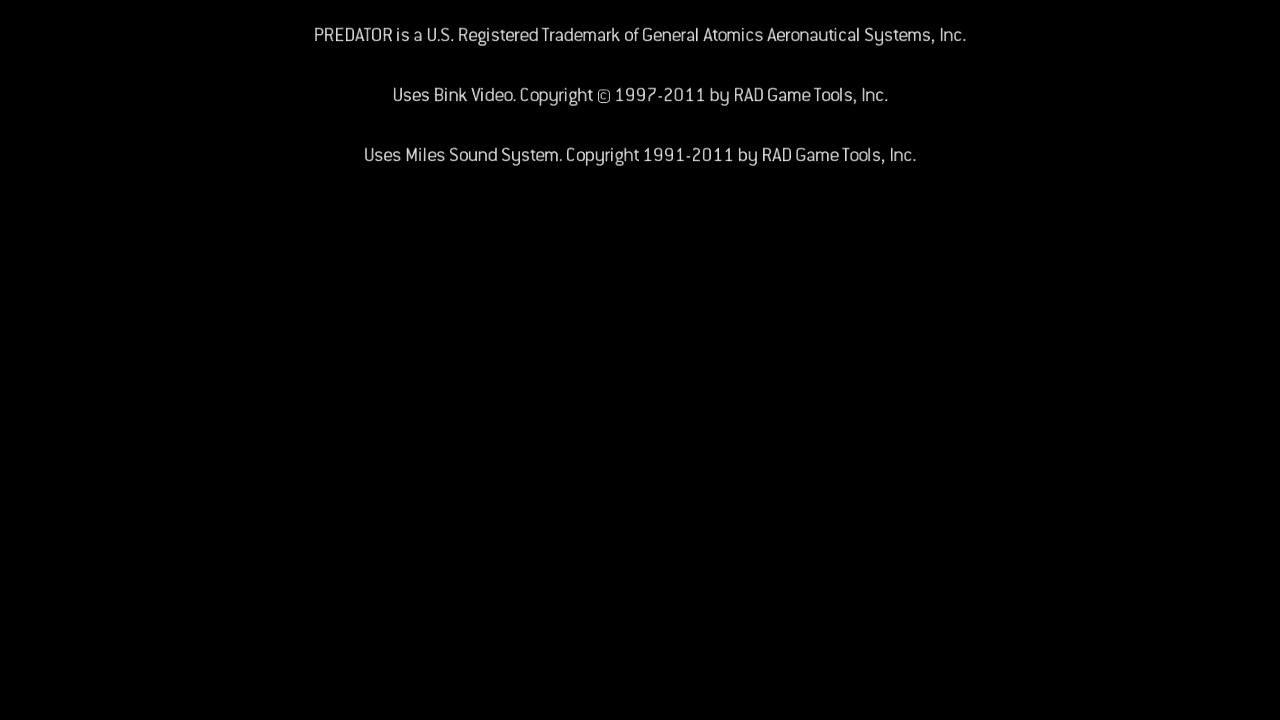 PREDATOR is a U.S. Registered Trademark of General Atomics Aeronautical Systems, Inc.
Uses Bink Video. Copyright © 1997-2011 by RAD Game Tools, Inc.
Uses Miles Sound System. Copyright 1991-2011 by RAD Game Tools, Inc.